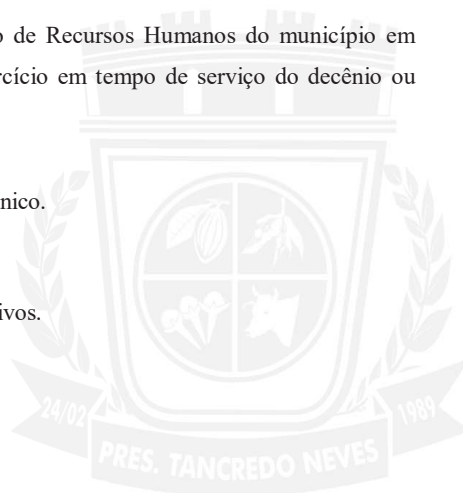 o de Recursos Humanos do município em
rcício em tempo de serviço do decênio ou
nico.
ivos.
24/02 1989
PRES. TANCREDO NEVES